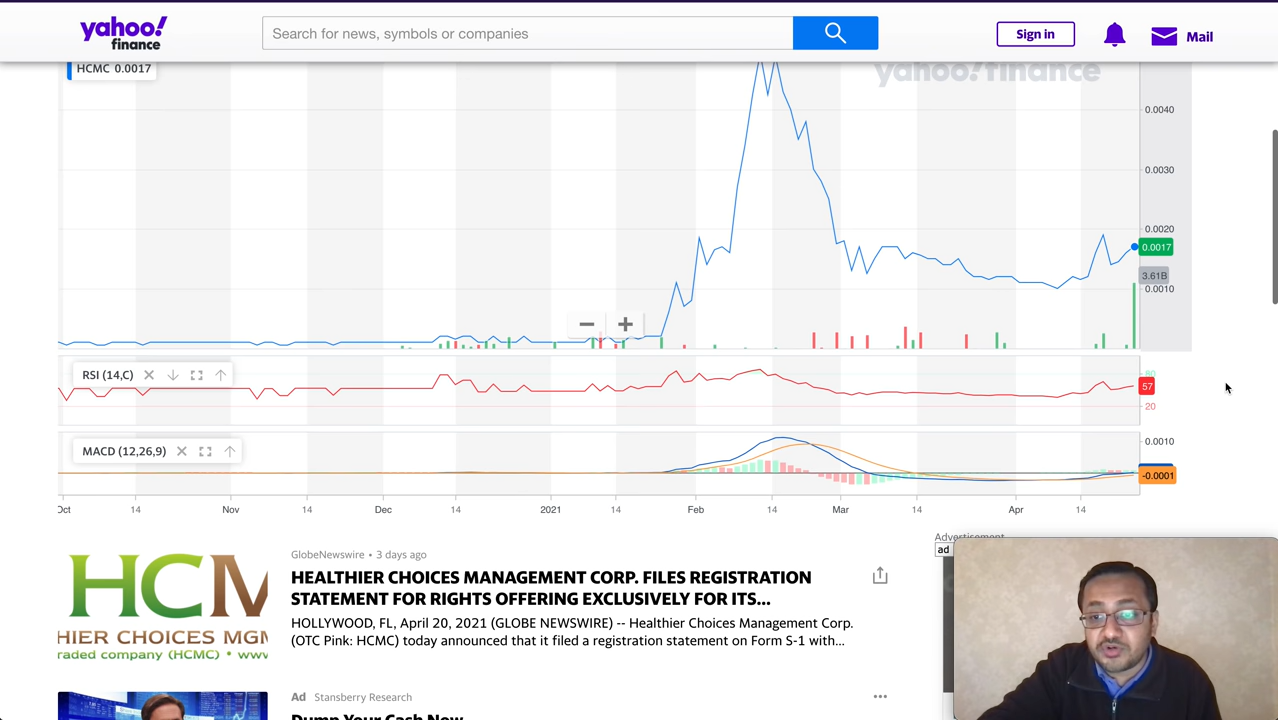 yahoo!
finance
Search for news, symbols or companies
Sign in
Mail
HCMC 0.0017
yahoo!finance
0.0040
0.0030
0.0020
0.0017
3.61B
0.0010
RSI (14,C)
80
57
20
MACD (12,26,9)
0.0010
-0.0001
Oct
14
Nov
14
Dec
14
2021
14
Feb
14
Mar
14
Apr
14
HCM
HIER CHOICES MGM
raded company (HCMC) • www
GlobeNewswire • 3 days ago
HEALTHIER CHOICES MANAGEMENT CORP. FILES REGISTRATION
STATEMENT FOR RIGHTS OFFERING EXCLUSIVELY FOR ITS...
HOLLYWOOD, FL, April 20, 2021 (GLOBE NEWSWIRE) -- Healthier Choices Management Corp.
(OTC Pink: HCMC) today announced that it filed a registration statement on Form S-1 with...
Advertisement
ad
Ad Stansberry Research
Dump Your Cash Now